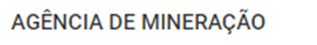 AGÊNCIA DE MINERAÇÃO